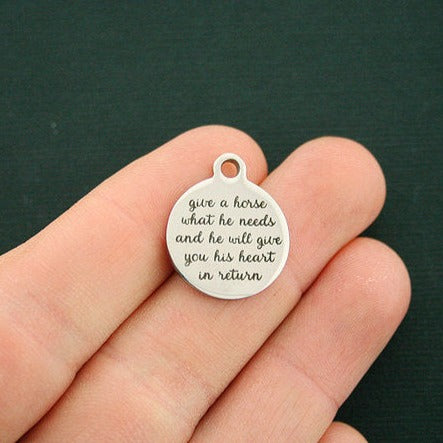 give a horse
what he needs
and he will give
you his heart
in return